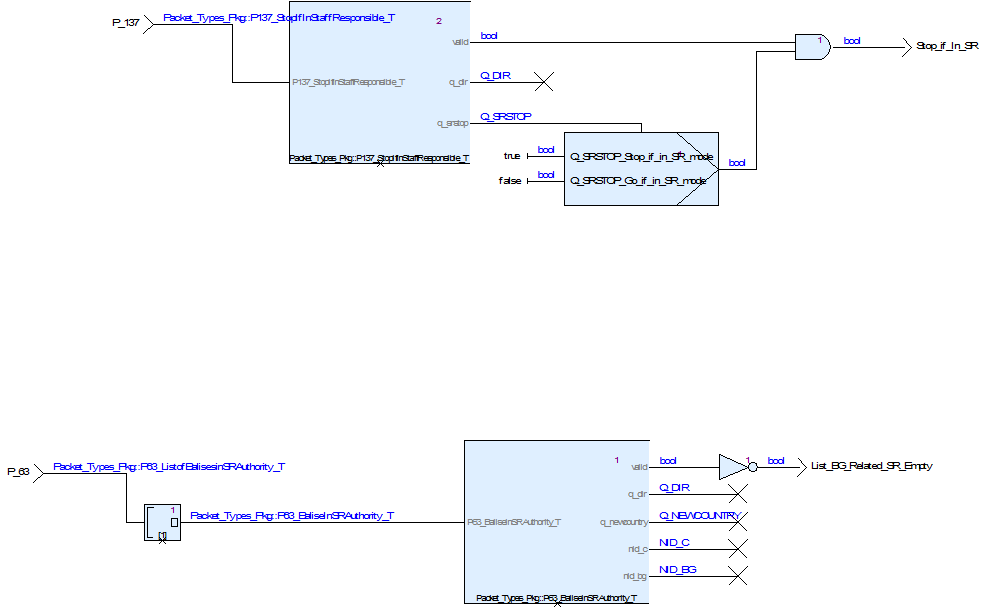 P_137
Packet_Types_Pkg::P137_StopIfInStaffResponsible_T
2
valid
bool
1
bool
Stop_if_In_SR
P137_StopIfInStaffResponsible_T
q_dir
Q_DIR
q_srstop
Q_SRSTOP
Packet_Types_Pkg::P137_StopIfInStaffResponsible_T
true
bool
Q_SRSTOP_Stop_if_in_SR_mode
bool
false
bool
Q_SRSTOP_Go_if_in_SR_mode
P_63
Packet_Types_Pkg::P63_ListofBalisesinSRAuthority_T
1
[1]
Packet_Types_Pkg::P63_BaliseInSRAuthority_T
1
valid
bool
1
bool
List_BG_Related_SR_Empty
q_dir
Q_DIR
P63_BaliseInSRAuthority_T
q_newcountry
Q_NEWCOUNTRY
nid_c
NID_C
nid_bg
NID_BG
Packet_Types_Pkg::P63_BaliseInSRAuthority_T